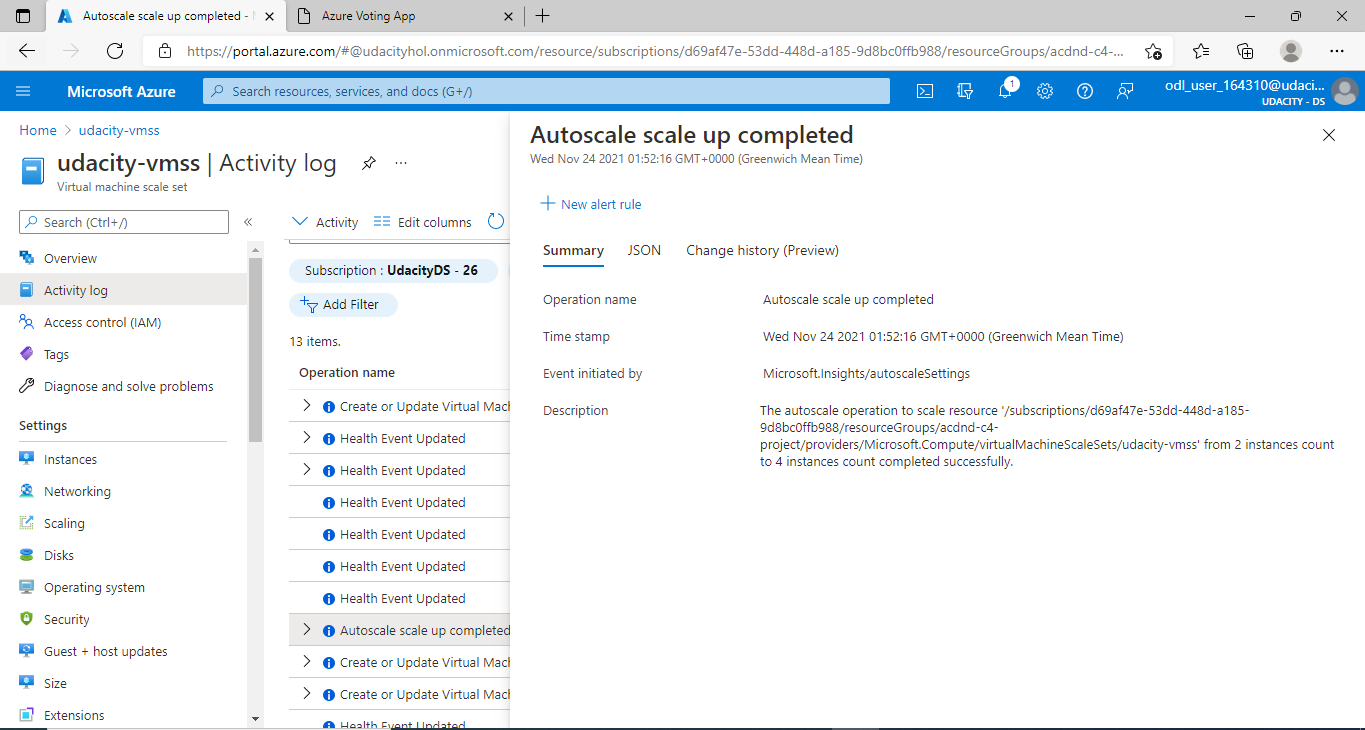 Autoscale scale up completed - M
Azure Voting App
https://portal.azure.com/#@udacityhol.onmicrosoft.com/resource/subscriptions/d69af47e-53dd-448d-a185-9d8bc0ffb988/resourceGroups/acdnd-c4-...
Microsoft Azure
Search resources, services, and docs (G+/)
1
odl_user_164310@udaci...
UDACITY - DS
Home > udacity-vmss
udacity-vmss | Activity log
...
Virtual machine scale set
Search (Ctrl+/)
«
Overview
Activity log
Access control (IAM)
Tags
Diagnose and solve problems
Settings
Instances
Networking
Scaling
Disks
Operating system
Security
Guest + host updates
Size
Extensions
Activity
Edit columns
Subscription : UdacityDS - 26
Add Filter
13 items.
Operation name
Create or Update Virtual Mach
Health Event Updated
Health Event Updated
Health Event Updated
Health Event Updated
Health Event Updated
Health Event Updated
Autoscale scale up completed
Create or Update Virtual Mach
Create or Update Virtual Mach
Health Event Updated
Autoscale scale up completed
Wed Nov 24 2021 01:52:16 GMT+0000 (Greenwich Mean Time)
New alert rule
Summary
JSON
Change history (Preview)
Operation name
Autoscale scale up completed
Time stamp
Wed Nov 24 2021 01:52:16 GMT+0000 (Greenwich Mean Time)
Event initiated by
Microsoft.Insights/autoscaleSettings
Description
The autoscale operation to scale resource '/subscriptions/d69af47e-53dd-448d-a185-
9d8bc0ffb988/resourceGroups/acdnd-c4-
project/providers/Microsoft.Compute/virtualMachineScaleSets/udacity-vmss' from 2 instances count
to 4 instances count completed successfully.